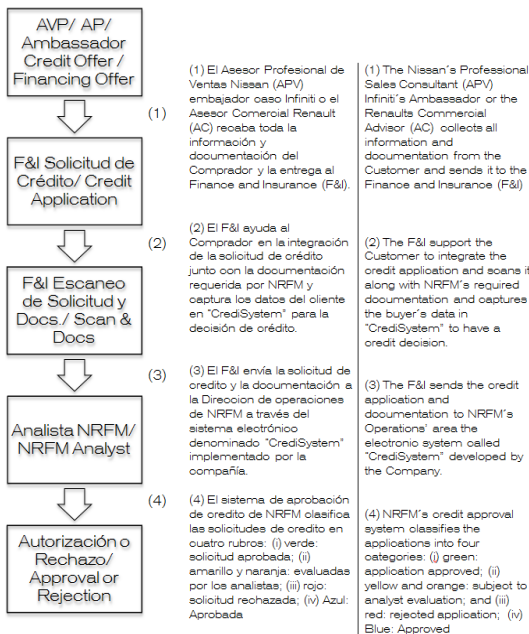 AVP/ AP/
Ambassador
Credit Offer /
Financing Offer
(1)
F&I Solicitud de
Crédito/ Credit
Application
(2)
F&I Escaneo
de Solicitud y
Docs./ Scan &
Docs
(3)
Analista NRFM/
NRFM Analyst
(4)
Autorización o
Rechazo/
Approval or
Rejection
(1) El Asesor Profesional de
Ventas Nissan (APV)
embajador caso Infiniti o el
Asesor Comercial Renault
(AC) recaba toda la
información y
documentación del
Comprador y la entrega al
Finance and Insurance (F&I).
(2) El F&I ayuda al
Comprador en la integración
de la solicitud de crédito
junto con la documentación
requerida por NRFM y
captura los datos del cliente
en "CrediSystem" para la
decisión de crédito.
(3) El F&I envía la solicitud de
credito y la documentación a
la Direccion de operaciones
de NRFM a través del
sistema electrónico
denominado "CrediSystem"
implementado por la
compañía.
(4) El sistema de aprobación
de credito de NRFM clasifica
las solicitudes de credito en
cuatro rubros: (i) verde:
solicitud aprobada; (ii)
amarillo y naranja: evaluadas
por los analistas; (iii) rojo:
solicitud rechazada; (iv) Azul:
Aprobada
(1) The Nissan´s Professional
Sales Consultant (APV)
Infiniti´s Ambassador or the
Renaults Commercial
Advisor (AC) collects all
information and
documentation from the
Customer and sends it to the
Finance and Insurance (F&I)
(2) The F&I support the
Customer to integrate the
credit application and scans it
along with NRFM´s required
documentation and captures
the buyer´s data in
"CrediSystem" to have a
credit decision.
(3) The F&I sends the credit
application and
documentation to NRFM´s
Operations' area the
electronic system called
"CrediSystem" developed by
the Company.
(4) NRFM´s credit approval
system classifies the
applications into four
categories: (j) green:
application approved; (ii)
yellow and orange: subject to
analyst evaluation; and (iii)
red: rejected application; (iv)
Blue: Approved